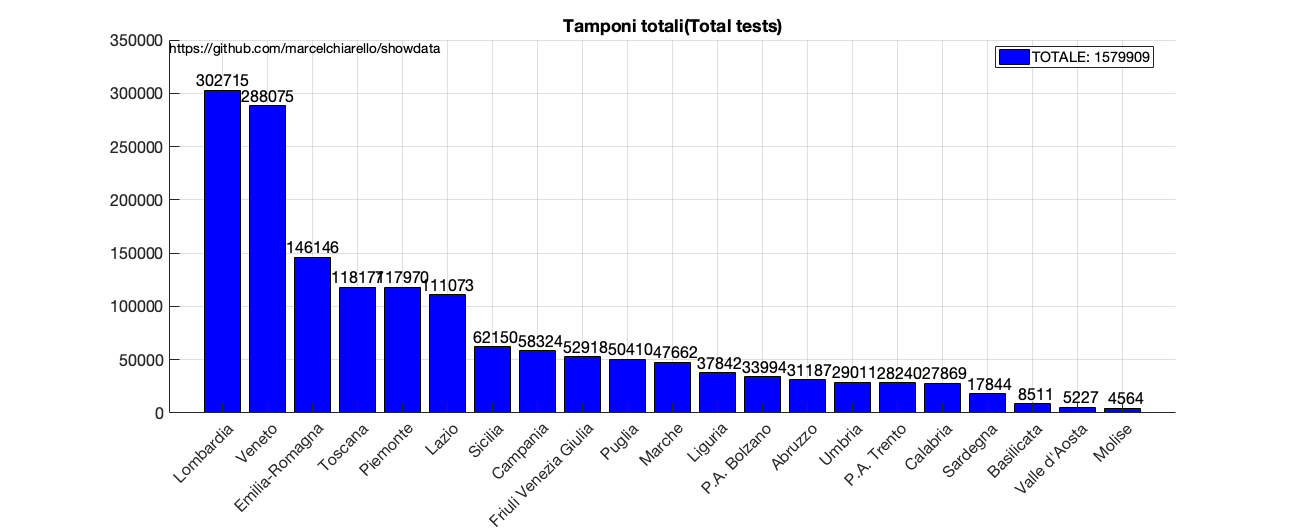 Tamponi totali(Total tests)
https://github.com/marcelchiarello/showdata
TOTALE: 1579909
350000
300000
250000
200000
150000
100000
50000
0
302715
288075
146146
118177
117970
111073
62150
58324
52918
50410
47662
37842
33994
31187
29011
28240
27869
17844
8511
5227
4564
Lombardia
Veneto
Emilia-Romagna
Toscana
Piemonte
Lazio
Sicilia
Campania
Friuli Venezia Giulia
Puglia
Marche
Liguria
P.A. Bolzano
Abruzzo
Umbria
P.A. Trento
Calabria
Sardegna
Basilicata
Valle d'Aosta
Molise